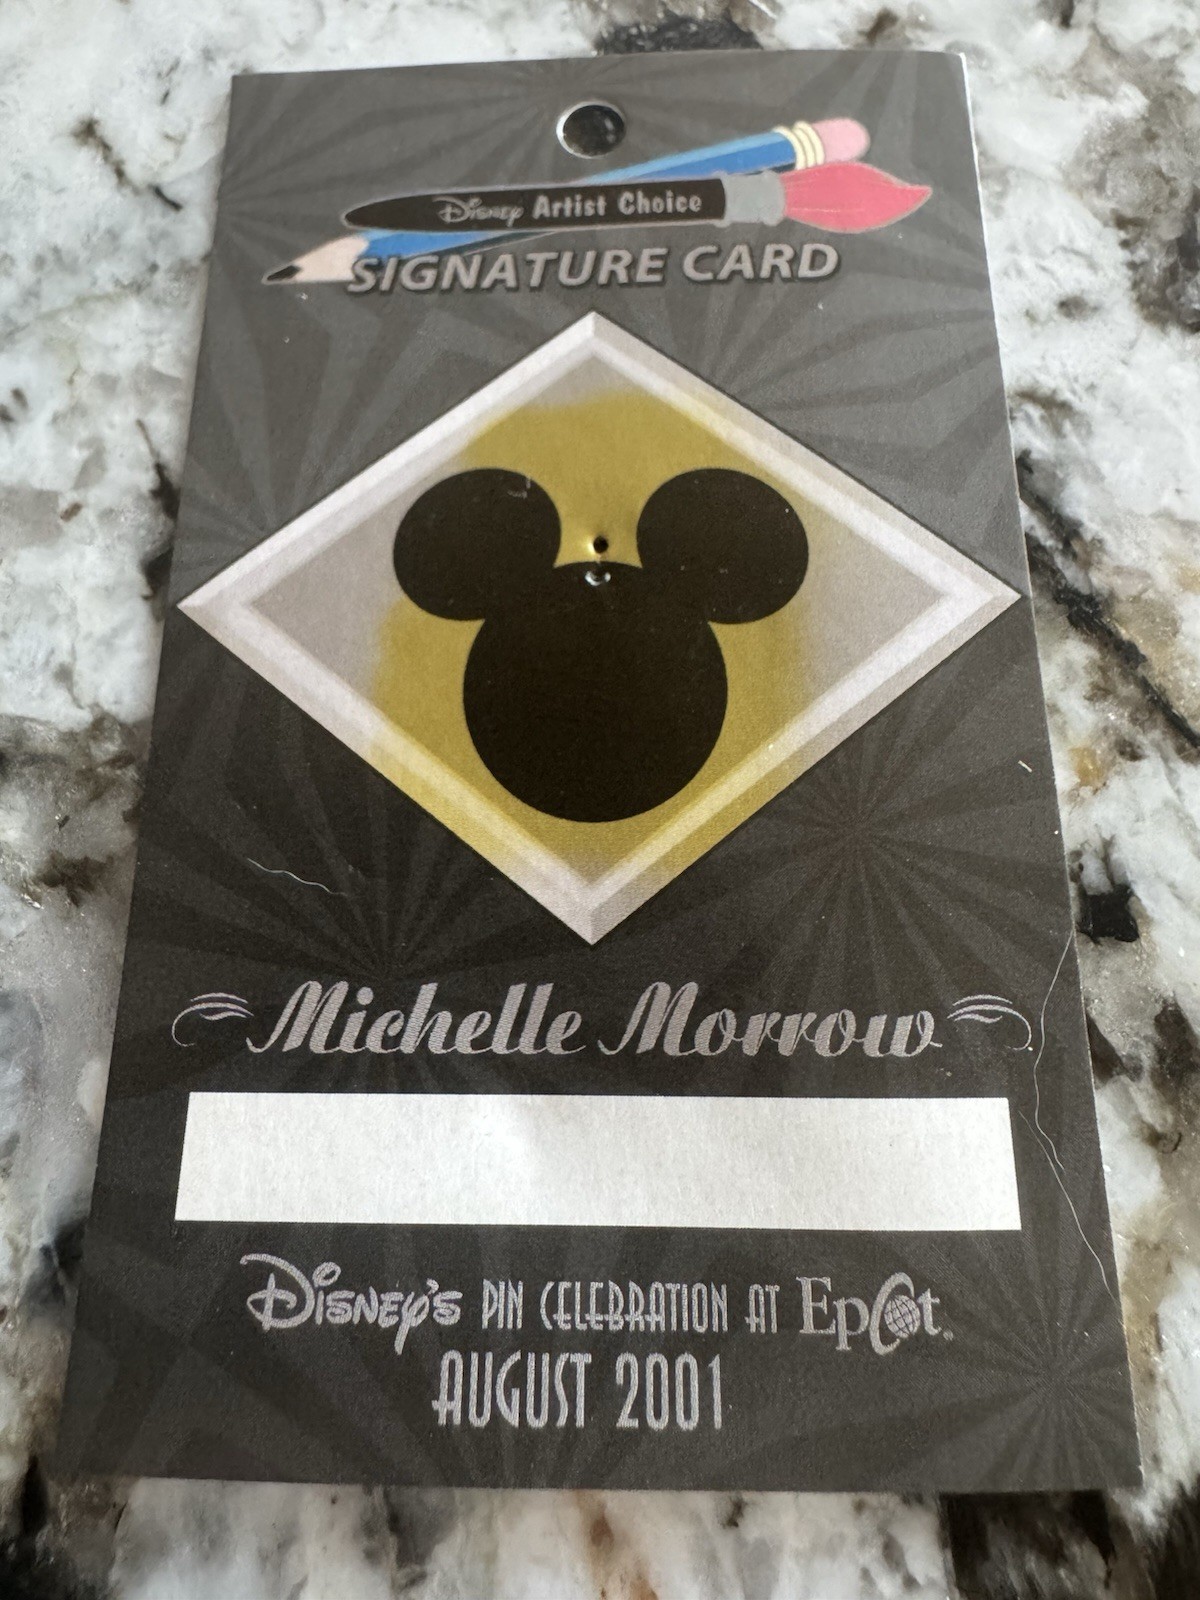 Disney Artist Choice
SIGNATURE CARD
Michelle Morrow
Disney's PIN CELEBRATION AT Epcot.
AUGUST 2001